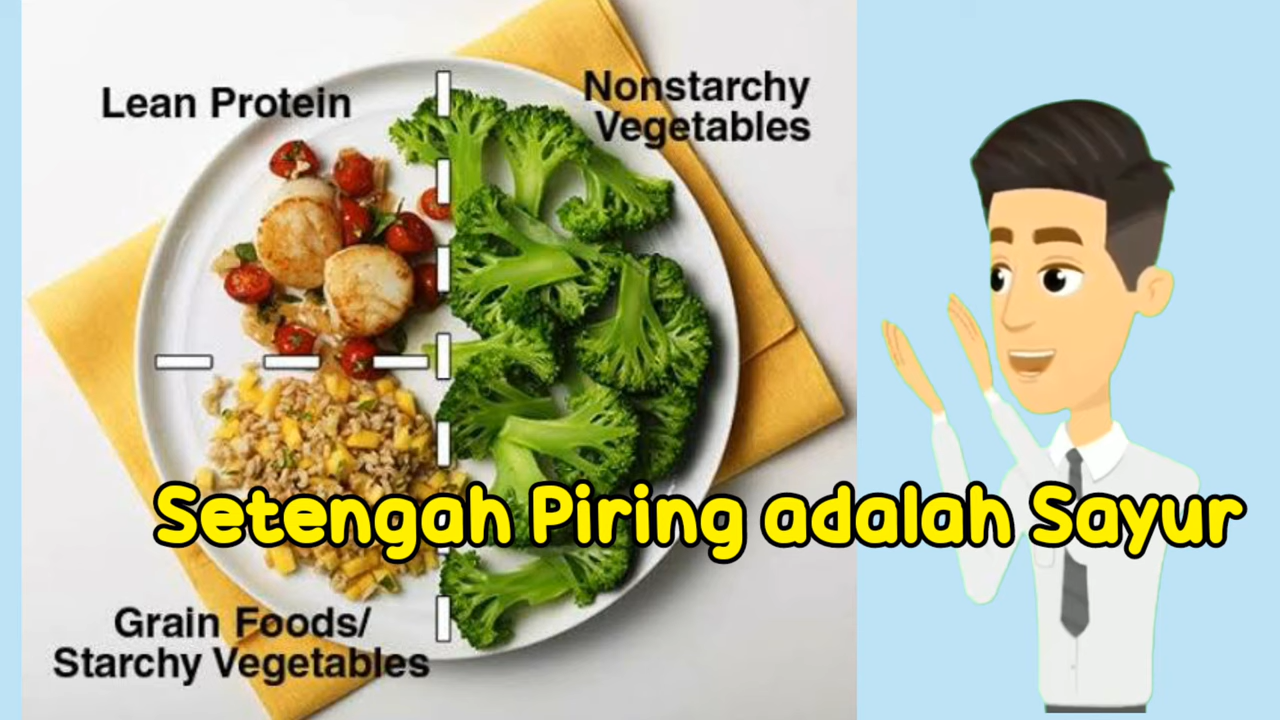 Lean Protein
Nonstarchy
Vegetables
Setengah Piring adalah Sayur
Grain Foods/
Starchy Vegetables